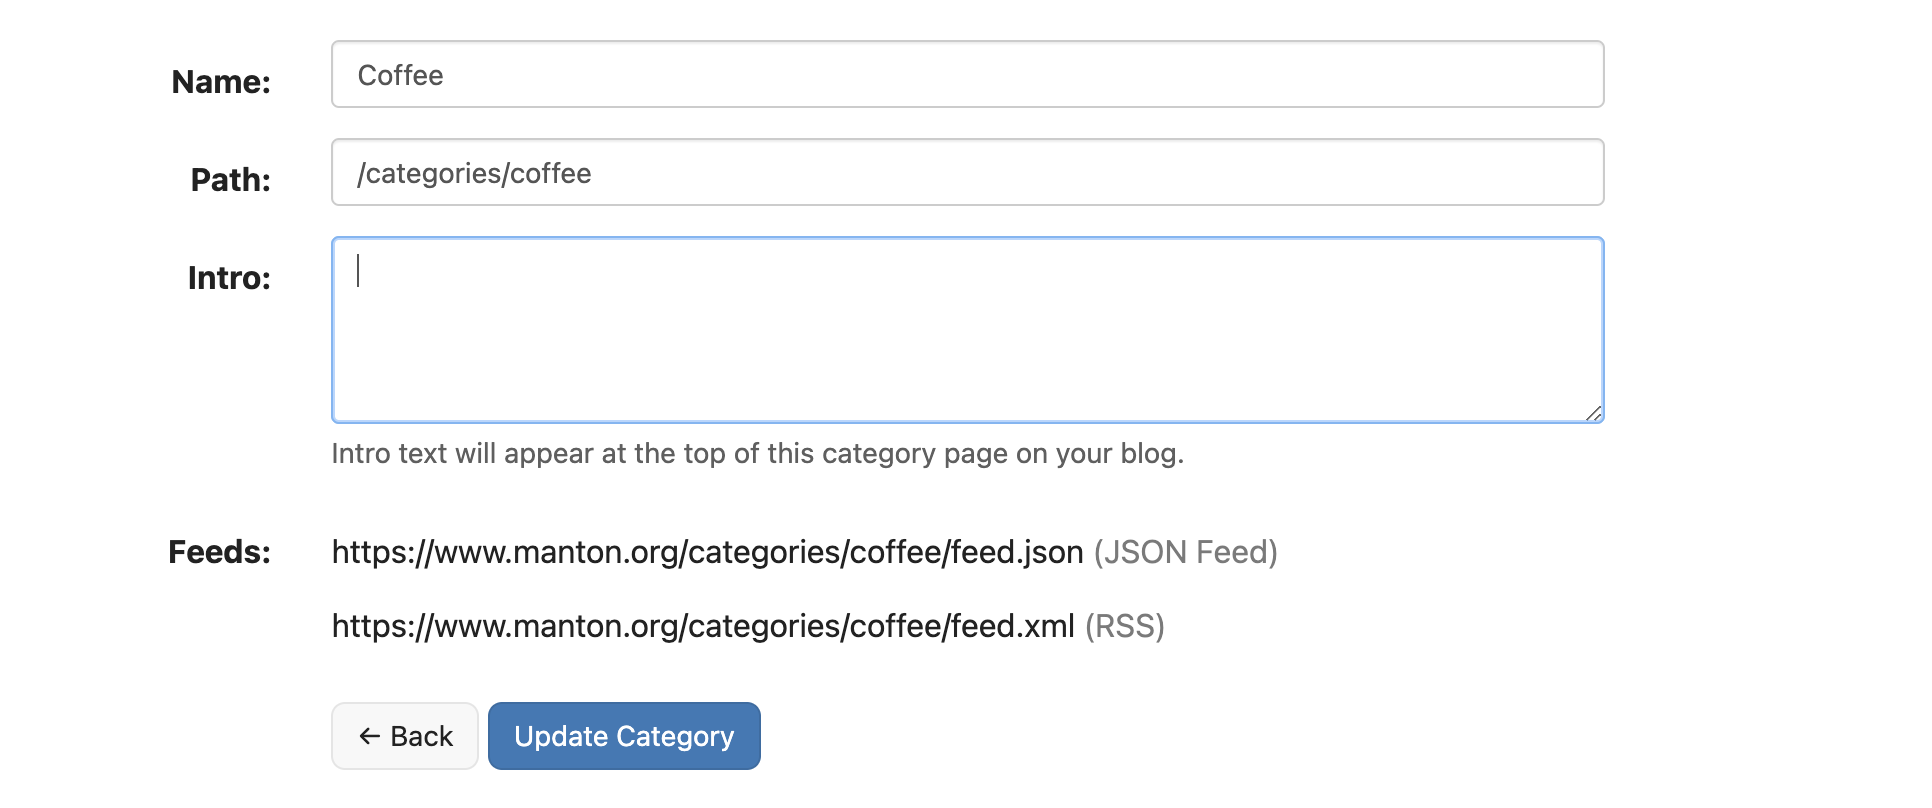 Name: Coffee
Path: /categories/coffee
Intro:
Intro text will appear at the top of this category page on your blog.
Feeds: https://www.manton.org/categories/coffee/feed.json (JSON Feed)
https://www.manton.org/categories/coffee/feed.xml (RSS)
← Back Update Category